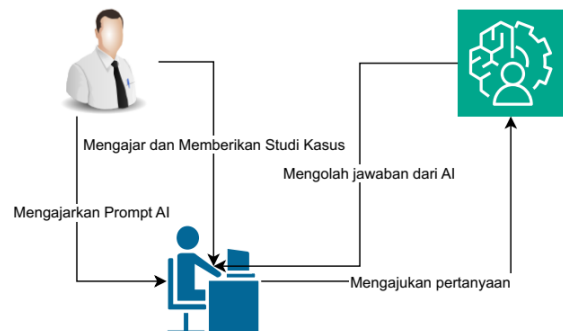 Mengajar dan Memberikan Studi Kasus
Mengolah jawaban dari AI
Mengajarkan Prompt AI
Mengajukan pertanyaan